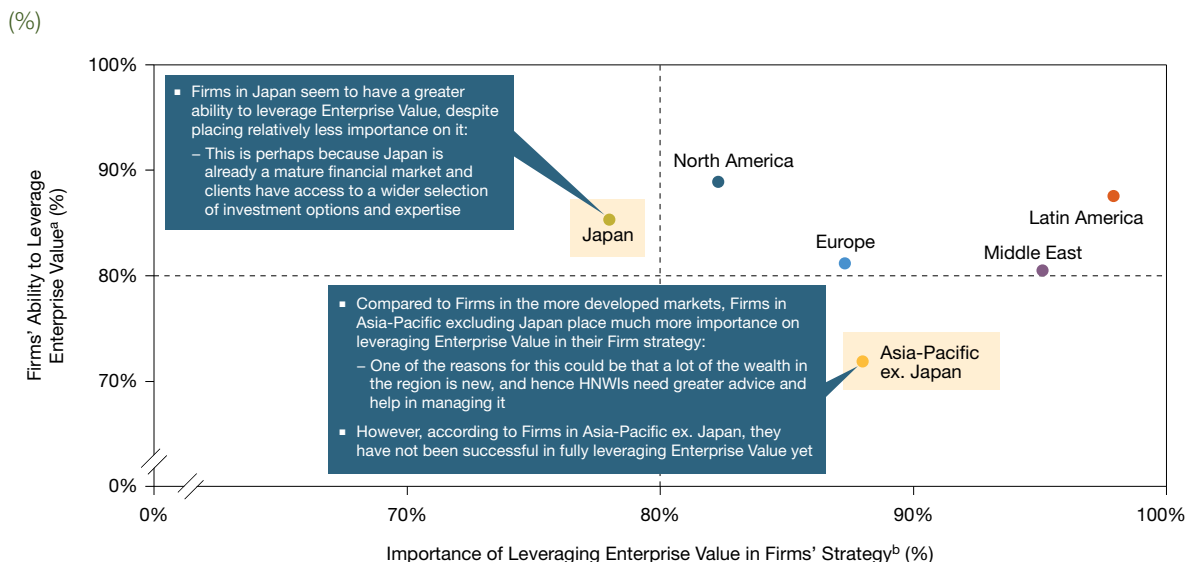 (%)
100%
90%
80%
70%
0%
Firms' Ability to Leverage
Enterprise Valueᵃ (%)
▪ Firms in Japan seem to have a greater
ability to leverage Enterprise Value, despite
placing relatively less importance on it:
– This is perhaps because Japan is
already a mature financial market and
clients have access to a wider selection
of investment options and expertise
North America
Latin America
Japan
Europe
Middle East
▪ Compared to Firms in the more developed markets, Firms in
Asia-Pacific excluding Japan place much more importance on
leveraging Enterprise Value in their Firm strategy:
– One of the reasons for this could be that a lot of the wealth in
the region is new, and hence HNWIs need greater advice and
help in managing it
▪ However, according to Firms in Asia-Pacific ex. Japan, they
have not been successful in fully leveraging Enterprise Value yet
Asia-Pacific
ex. Japan
0%
70%
80%
90%
100%
Importance of Leveraging Enterprise Value in Firms' Strategyᵇ (%)